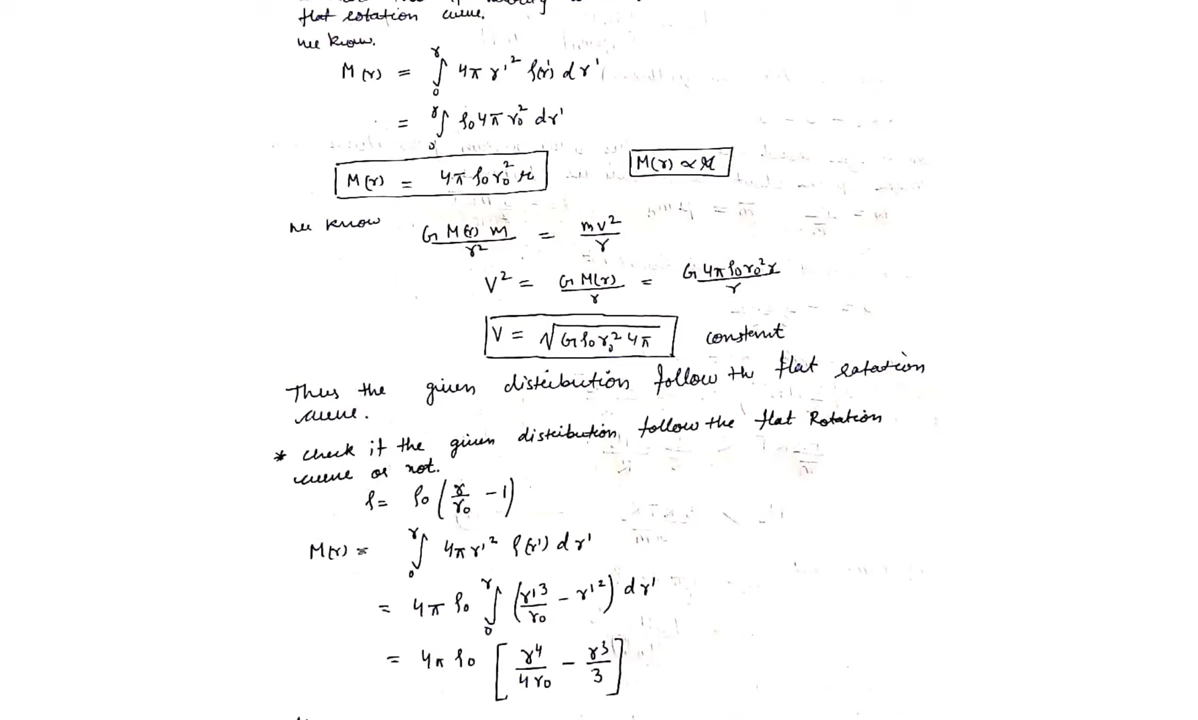 flat rotation curve.
we know.
M(r) = ∫₀^r 4π r'² ρ(r') dr'
= ∫₀^r ρ₀ 4π r₀² dr'
M(r) = 4π ρ₀ r₀² r    M(r) ∝ r
we know G M(r) m / r² = m v² / r
V² = G M(r) / r = G 4π ρ₀ r₀² r / r
V = √(G ρ₀ r₀² 4π) constant
Thus the given distribution follow the flat rotation
curve.
* check if the given distribution follow the flat Rotation
curve or not.
ρ = ρ₀ (r/r₀ − 1)
M(r) = ∫₀^r 4π r'² ρ(r') dr'
= 4π ρ₀ ∫₀^r (r'³/r₀ − r'²) dr'
= 4π ρ₀ [r⁴/4r₀ − r³/3]